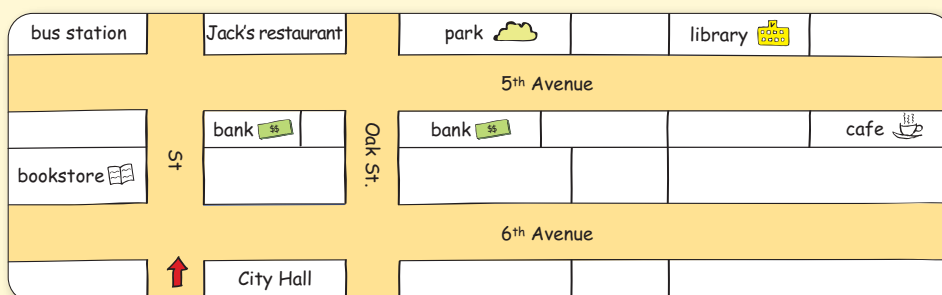 bus station
Jack's restaurant
park
library
5th Avenue
bank $$
bank $$
cafe
St
Oak St.
bookstore
6th Avenue
City Hall